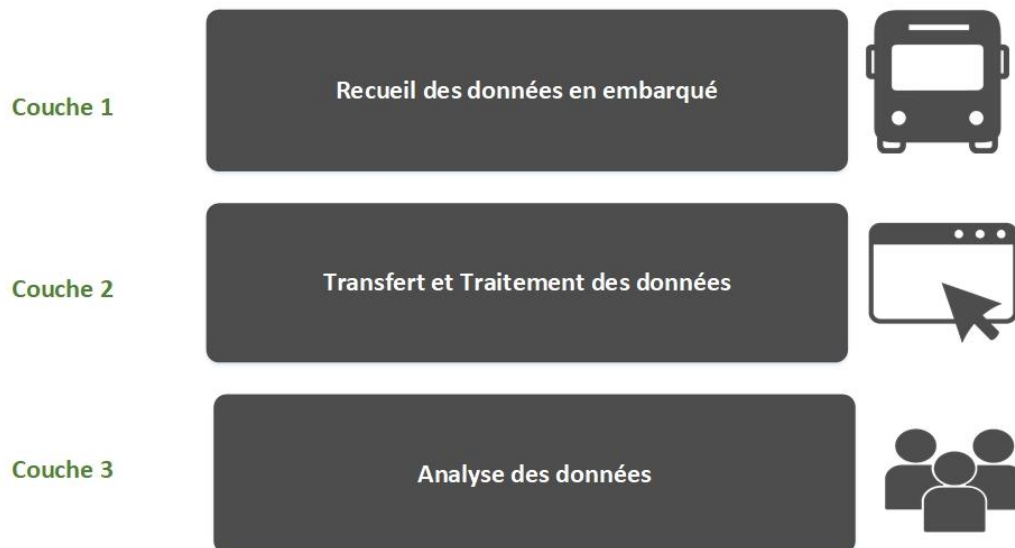 Couche 1
Recueil des données en embarqué
Couche 2
Transfert et Traitement des données
Couche 3
Analyse des données